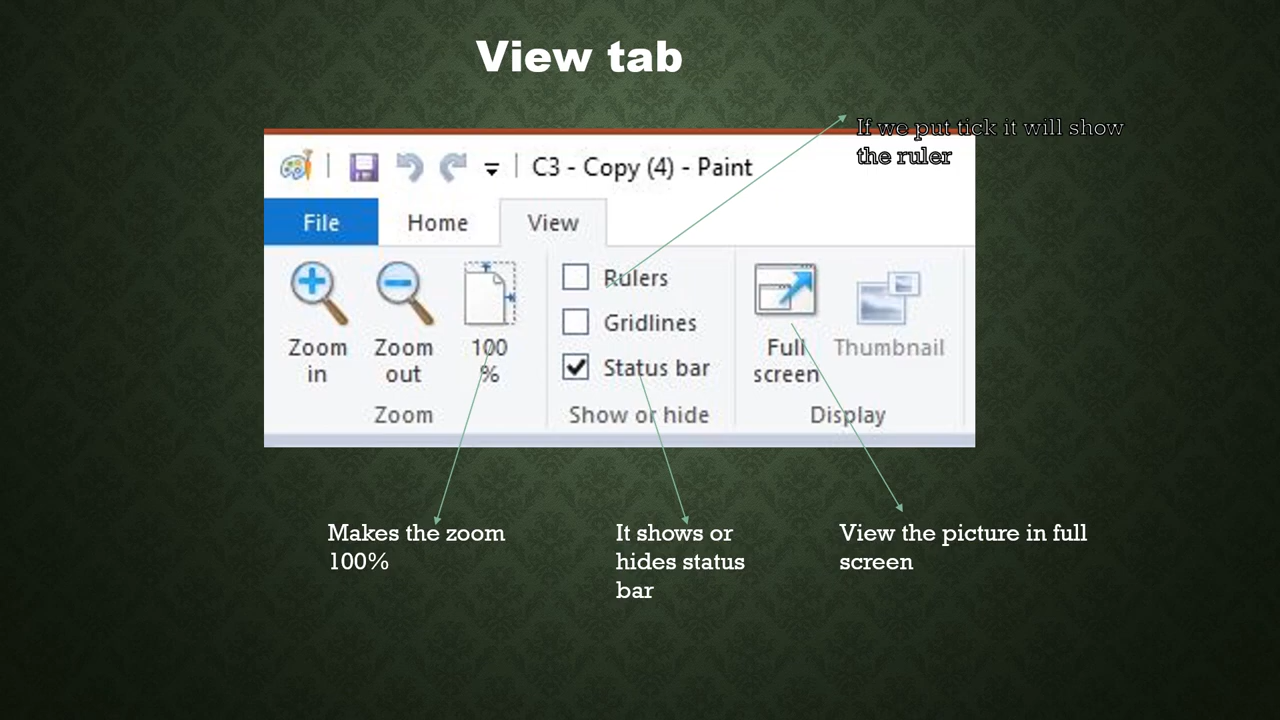 View tab
If we put tick it will show
the ruler
C3 - Copy (4) - Paint
File Home View
Rulers
Gridlines
Status bar
Zoom
in
Zoom
out
100
%
Full
screen
Thumbnail
Zoom
Show or hide
Display
Makes the zoom
100%
It shows or
hides status
bar
View the picture in full
screen